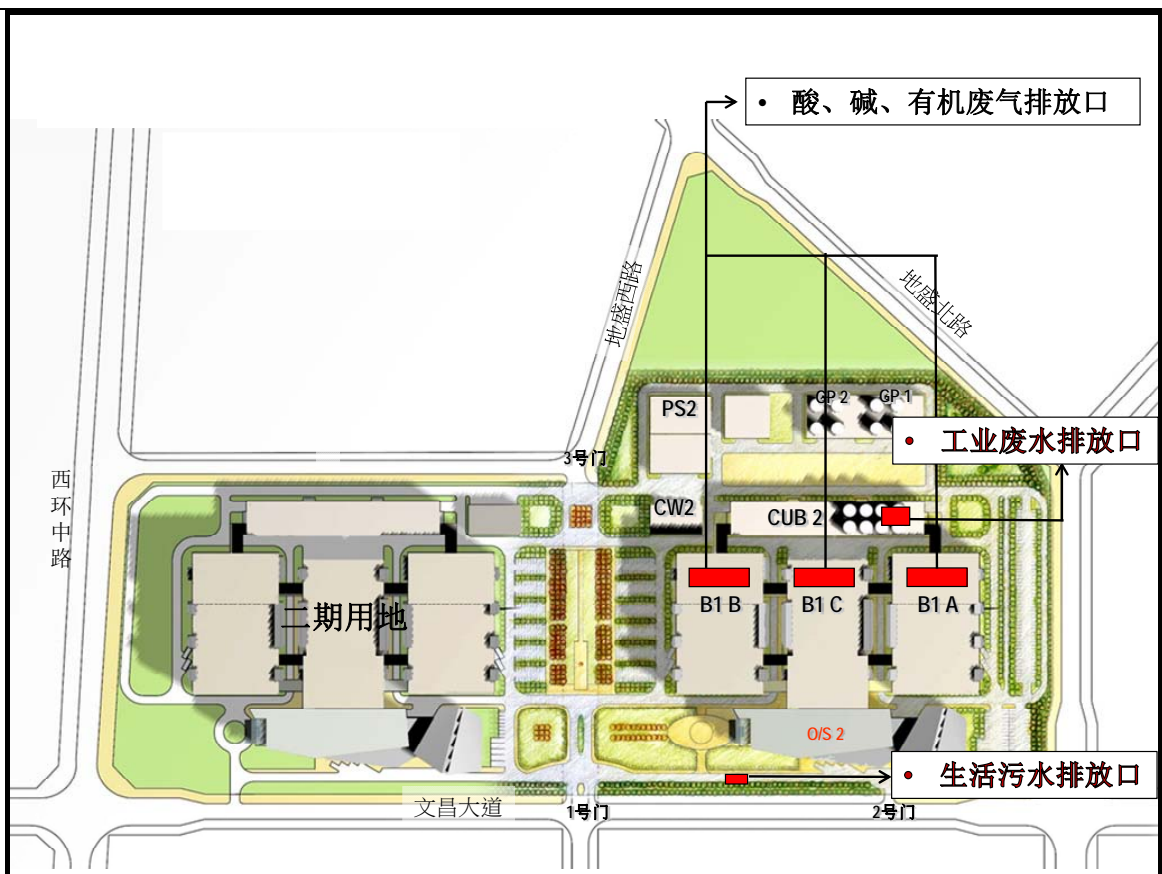 • 酸、碱、有机废气排放口
地盛西路
地盛北路
PS2
GP 2
GP 1
• 工业废水排放口
3号门
西环中路
CW2
CUB 2
B1 B
B1 C
B1 A
二期用地
O/S 2
• 生活污水排放口
文昌大道
1号门
2号门